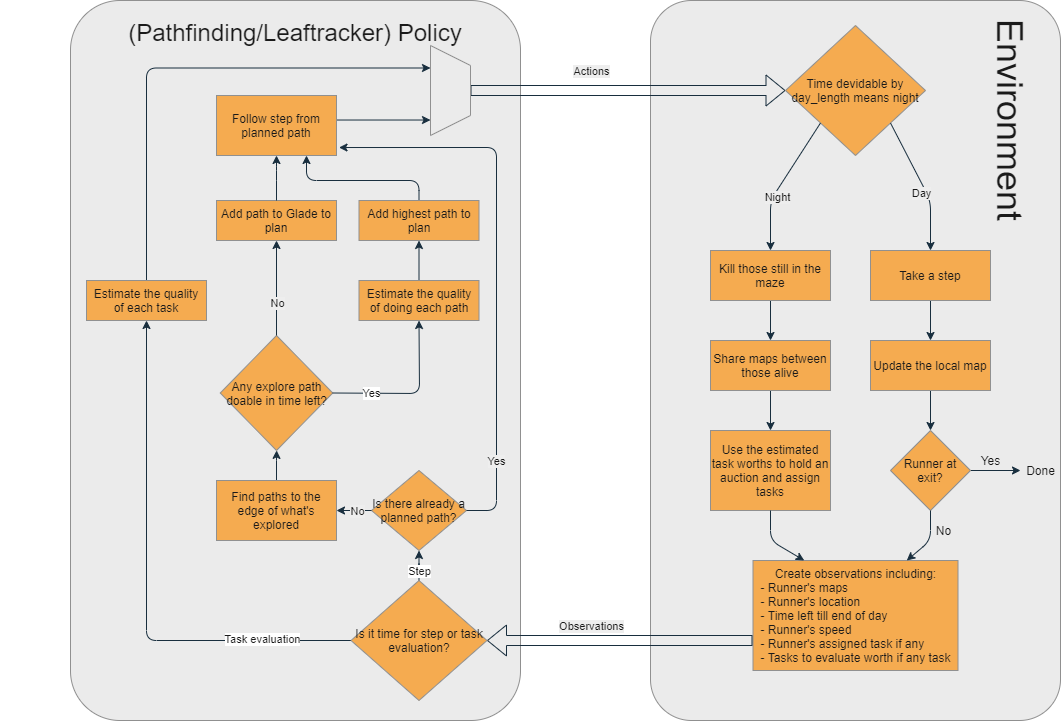 (Pathfinding/Leaftracker) Policy
Follow step from
planned path
Add path to Glade to
plan
Add highest path to
plan
Estimate the quality
of each task
Estimate the quality
of doing each path
No
Any explore path
doable in time left?
Yes
Yes
Find paths to the
edge of what's
explored
No
Is there already a
planned path?
Step
Is it time for step or task
evaluation?
Task evaluation
Actions
Observations
Environment
Time devidable by
day_length means night
Night
Day
Kill those still in the
maze
Take a step
Share maps between
those alive
Update the local map
Use the estimated
task worths to hold an
auction and assign
tasks
Runner at
exit?
Yes
Done
No
Create observations including:
- Runner's maps
- Runner's location
- Time left till end of day
- Runner's speed
- Runner's assigned task if any
- Tasks to evaluate worth if any task